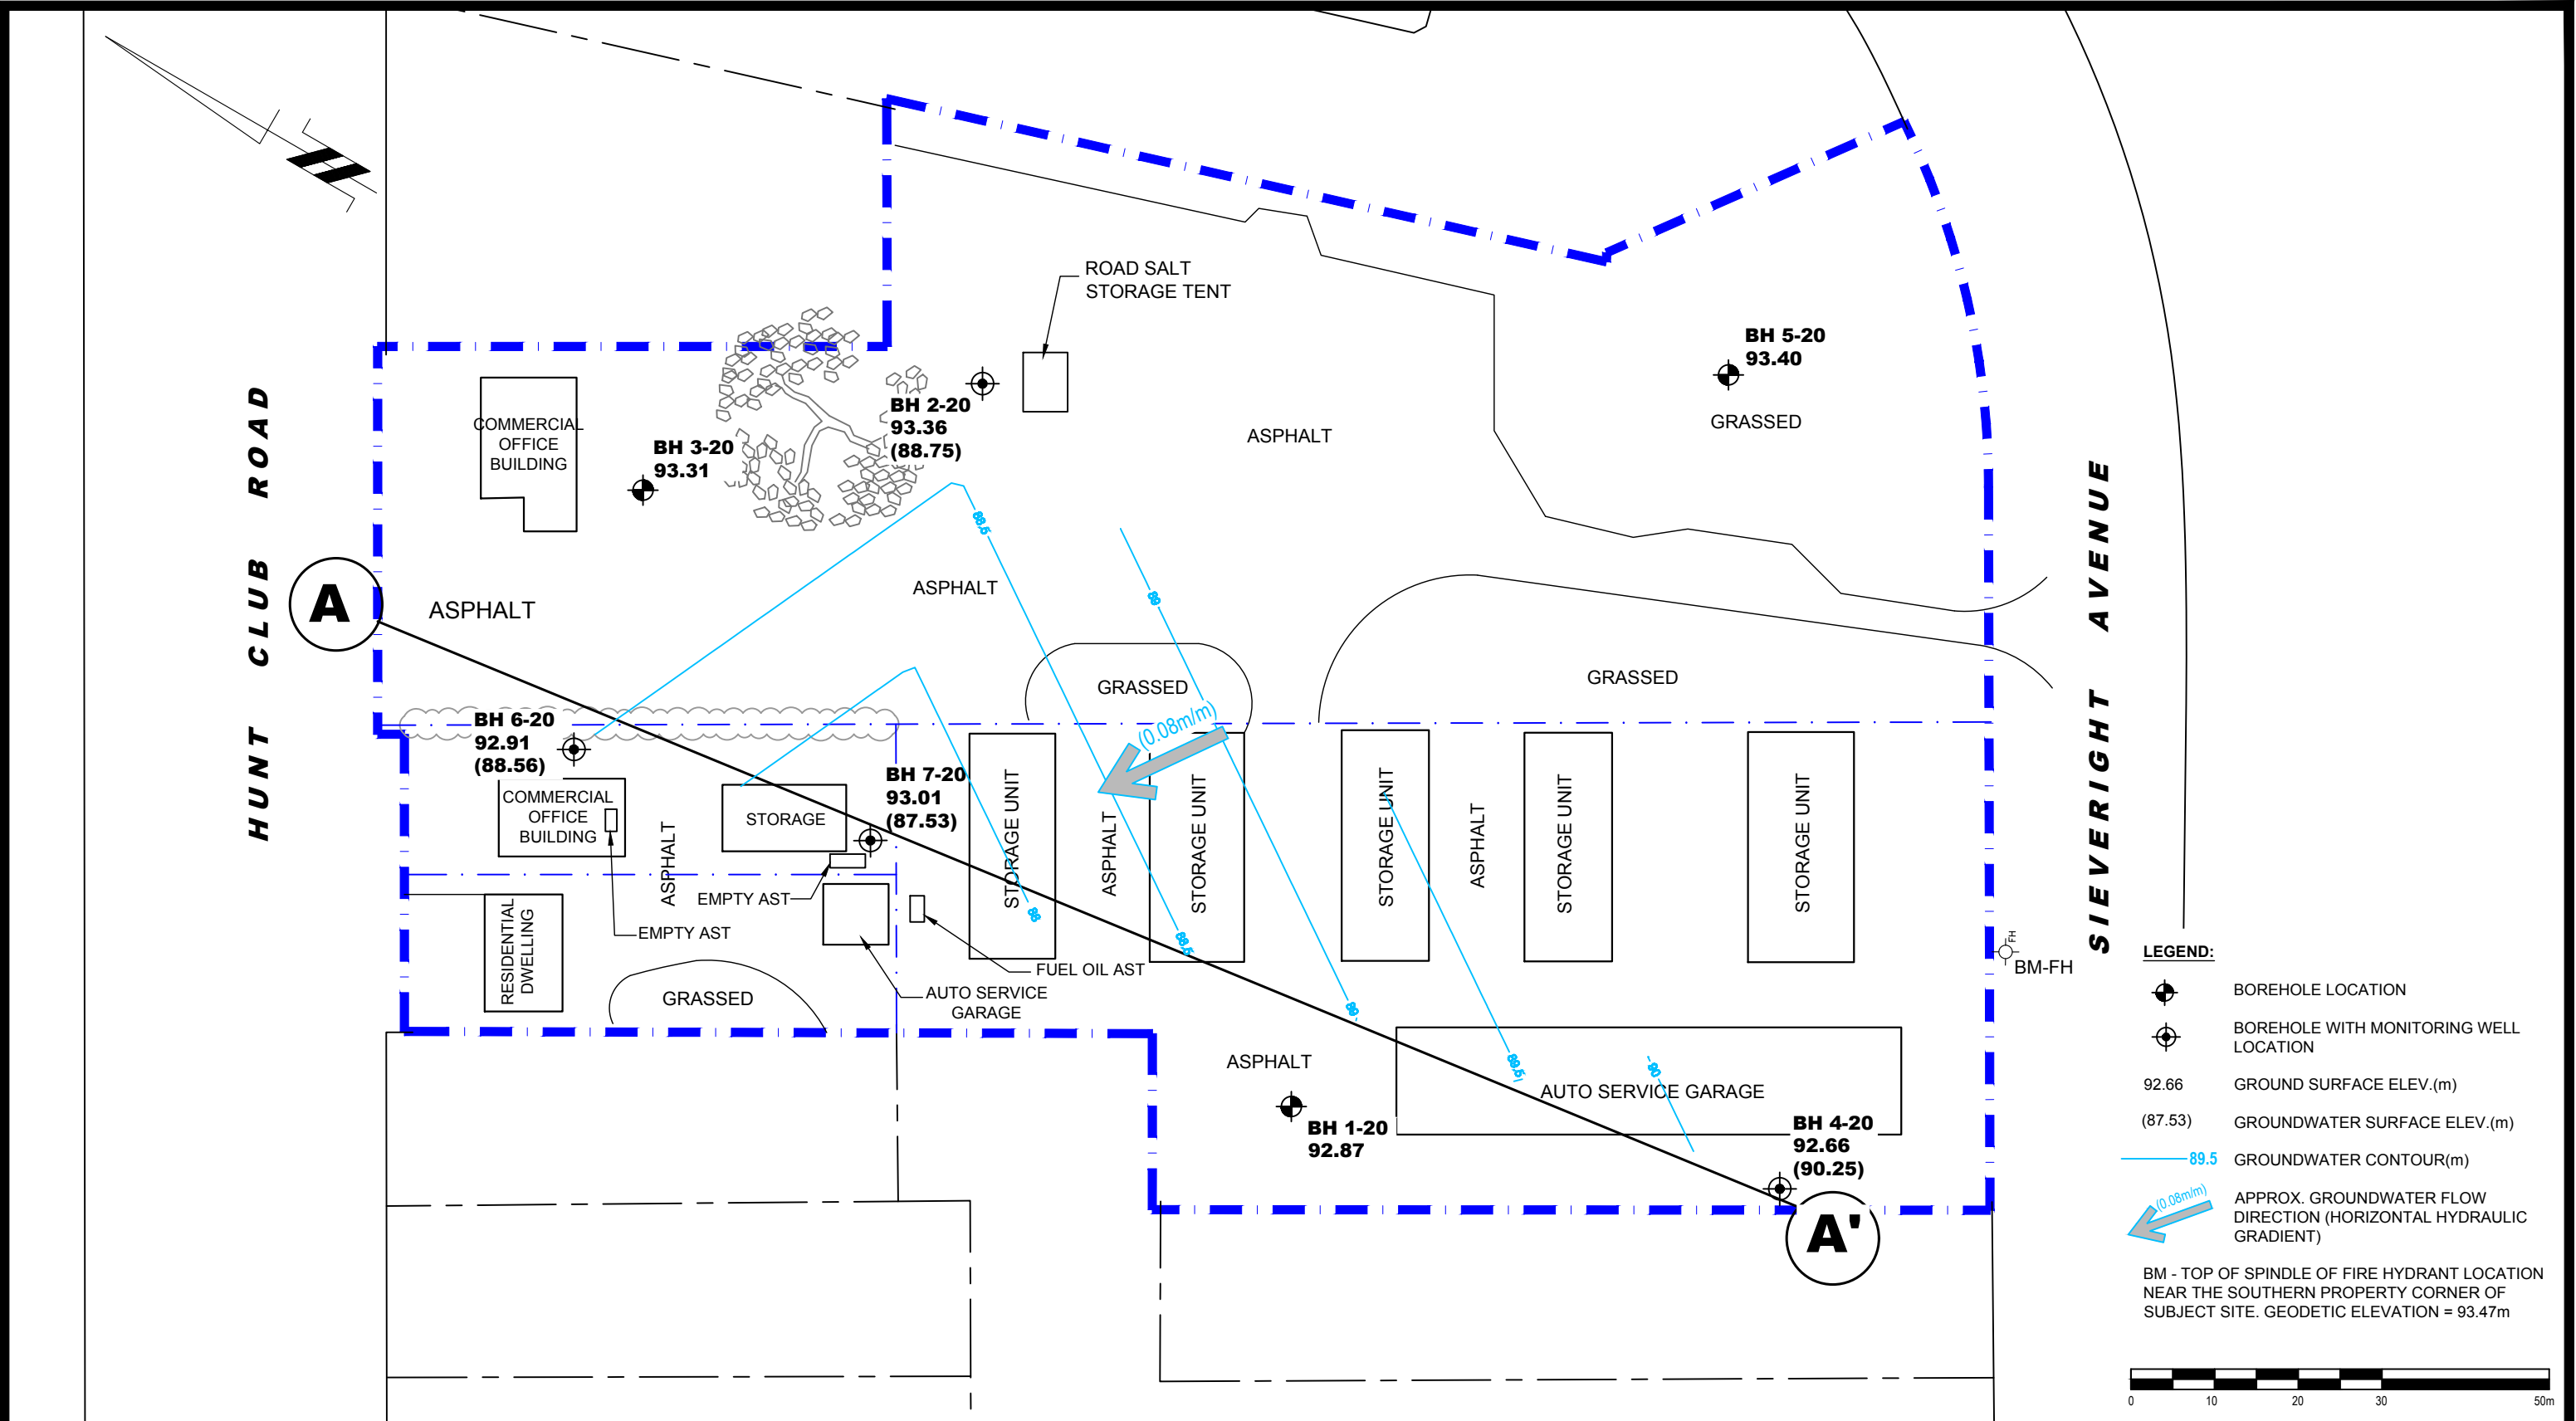 ROAD SALT
STORAGE TENT
BH 5-20
93.40
GRASSED
COMMERCIAL
OFFICE
BUILDING
BH 3-20
93.31
BH 2-20
93.36
(88.75)
ASPHALT
HUNT CLUB ROAD
SIEVERIGHT AVENUE
88.5
89
ASPHALT
A
ASPHALT
GRASSED
GRASSED
(0.08m/m)
BH 6-20
92.91
(88.56)
COMMERCIAL
OFFICE
BUILDING
STORAGE
BH 7-20
93.01
(87.53)
ASPHALT
STORAGE UNIT
ASPHALT
STORAGE UNIT
STORAGE UNIT
ASPHALT
STORAGE UNIT
STORAGE UNIT
EMPTY AST
EMPTY AST
88
88.5
89
89.5
90
RESIDENTIAL
DWELLING
GRASSED
FUEL OIL AST
AUTO SERVICE
GARAGE
ASPHALT
AUTO SERVICE GARAGE
BH 1-20
92.87
BH 4-20
92.66
(90.25)
A'
FH
BM-FH
LEGEND:
BOREHOLE LOCATION
BOREHOLE WITH MONITORING WELL
LOCATION
92.66 GROUND SURFACE ELEV.(m)
(87.53) GROUNDWATER SURFACE ELEV.(m)
89.5 GROUNDWATER CONTOUR(m)
(0.08m/m)
APPROX. GROUNDWATER FLOW
DIRECTION (HORIZONTAL HYDRAULIC
GRADIENT)
BM - TOP OF SPINDLE OF FIRE HYDRANT LOCATION
NEAR THE SOUTHERN PROPERTY CORNER OF
SUBJECT SITE. GEODETIC ELEVATION = 93.47m
0 10 20 30 50m